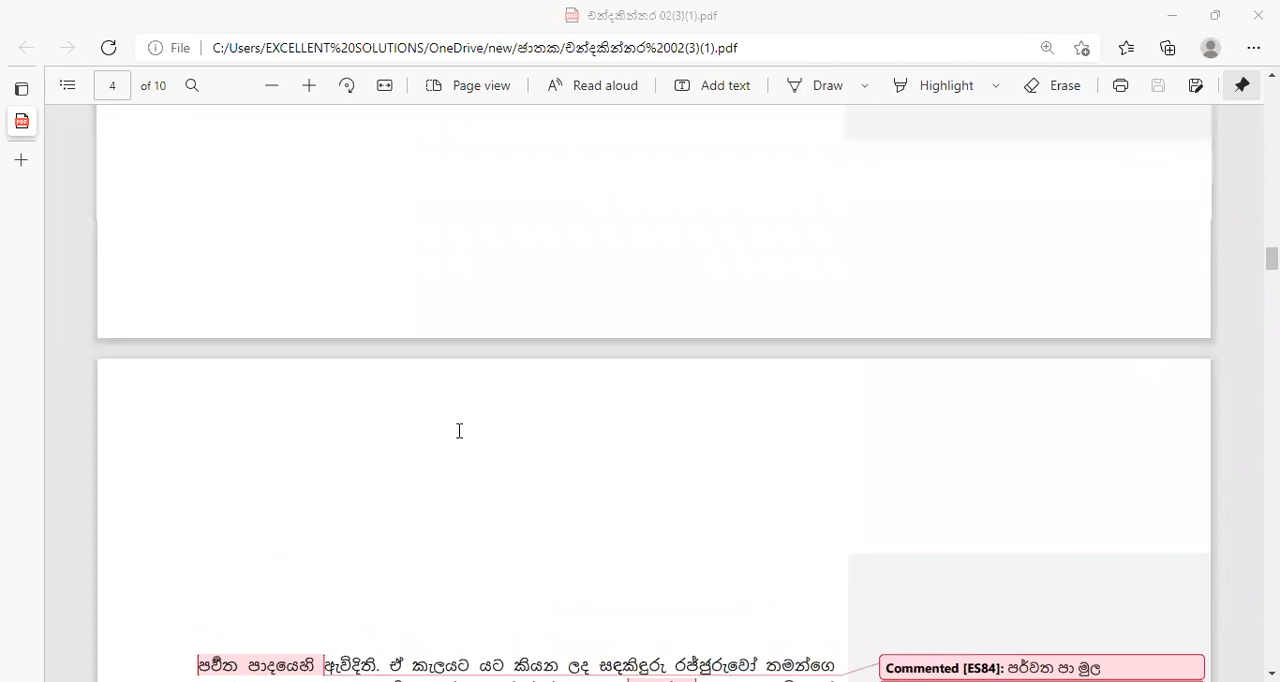 චන්දකින්නර 02(3)(1).pdf
File
C:/Users/EXCELLENT%20SOLUTIONS/OneDrive/new/ජාතක/චන්දකින්නර%2002(3)(1).pdf
4 of 10
Page view
Read aloud
Add text
Draw
Highlight
Erase
පර්‍වත පාදයෙහි ඇවිදිනි. ඒ කැලයට යට කියන ලද සඳකිඳුරු රජ්ජුරුවෝ තමන්ගෙ
Commented [ES84]: පර්වත පා මුල